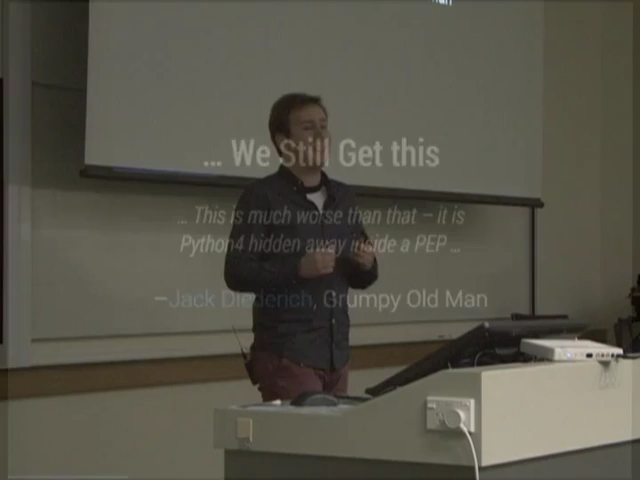 ... We Still Get this
... This is much worse than that – it is
Python4 hidden away inside a PEP ...
–Jack Diederich, Grumpy Old Man